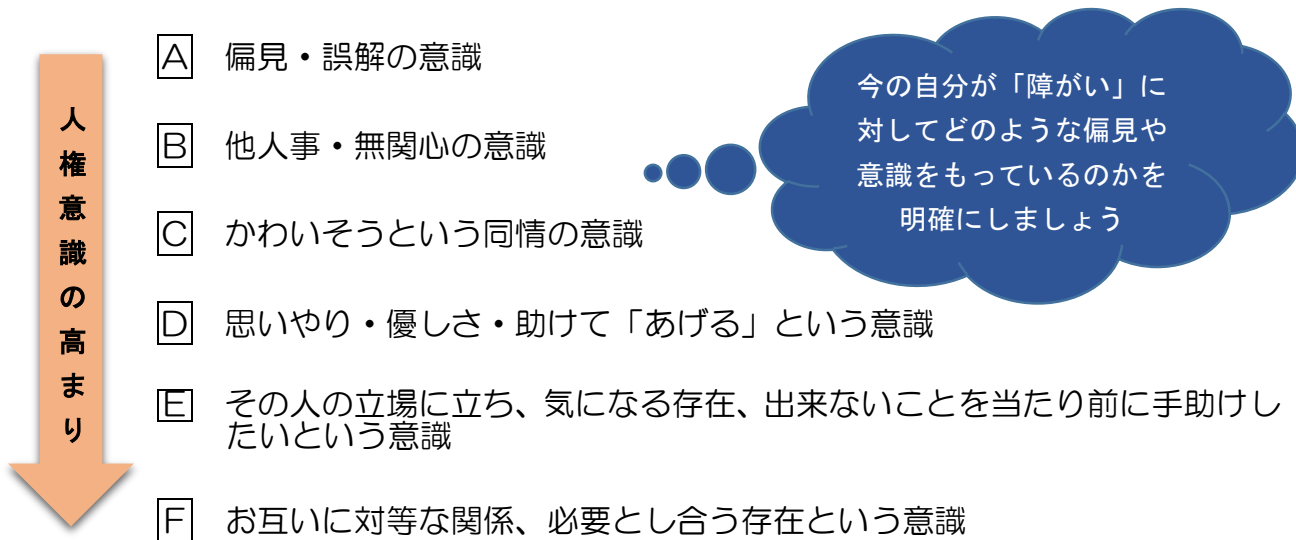 人権意識の高まり
A 偏見・誤解の意識
B 他人事・無関心の意識
C かわいそうという同情の意識
D 思いやり・優しさ・助けて「あげる」という意識
E その人の立場に立ち、気になる存在、出来ないことを当たり前に手助けし
たいという意識
F お互いに対等な関係、必要とし合う存在という意識
今の自分が「障がい」に
対してどのような偏見や
意識をもっているのかを
明確にしましょう